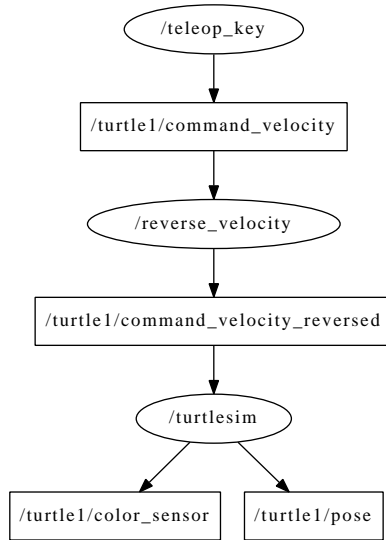 /teleop_key
/turtle1/command_velocity
/reverse_velocity
/turtle1/command_velocity_reversed
/turtlesim
/turtle1/color_sensor
/turtle1/pose